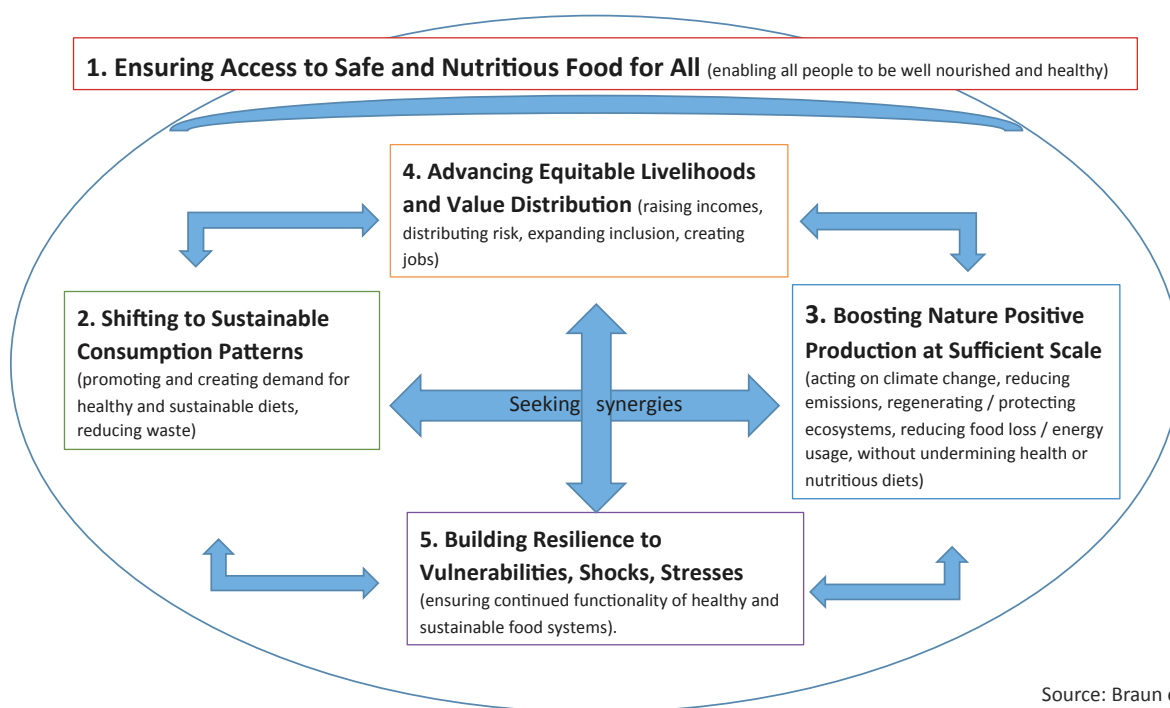 1. Ensuring Access to Safe and Nutritious Food for All (enabling all people to be well nourished and healthy)
4. Advancing Equitable Livelihoods
and Value Distribution (raising incomes,
distributing risk, expanding inclusion, creating
jobs)
2. Shifting to Sustainable
Consumption Patterns
(promoting and creating demand for
healthy and sustainable diets,
reducing waste)
3. Boosting Nature Positive
Production at Sufficient Scale
(acting on climate change, reducing
emissions, regenerating / protecting
ecosystems, reducing food loss / energy
usage, without undermining health or
nutritious diets)
Seeking synergies
5. Building Resilience to
Vulnerabilities, Shocks, Stresses
(ensuring continued functionality of healthy and
sustainable food systems).
Source: Braun